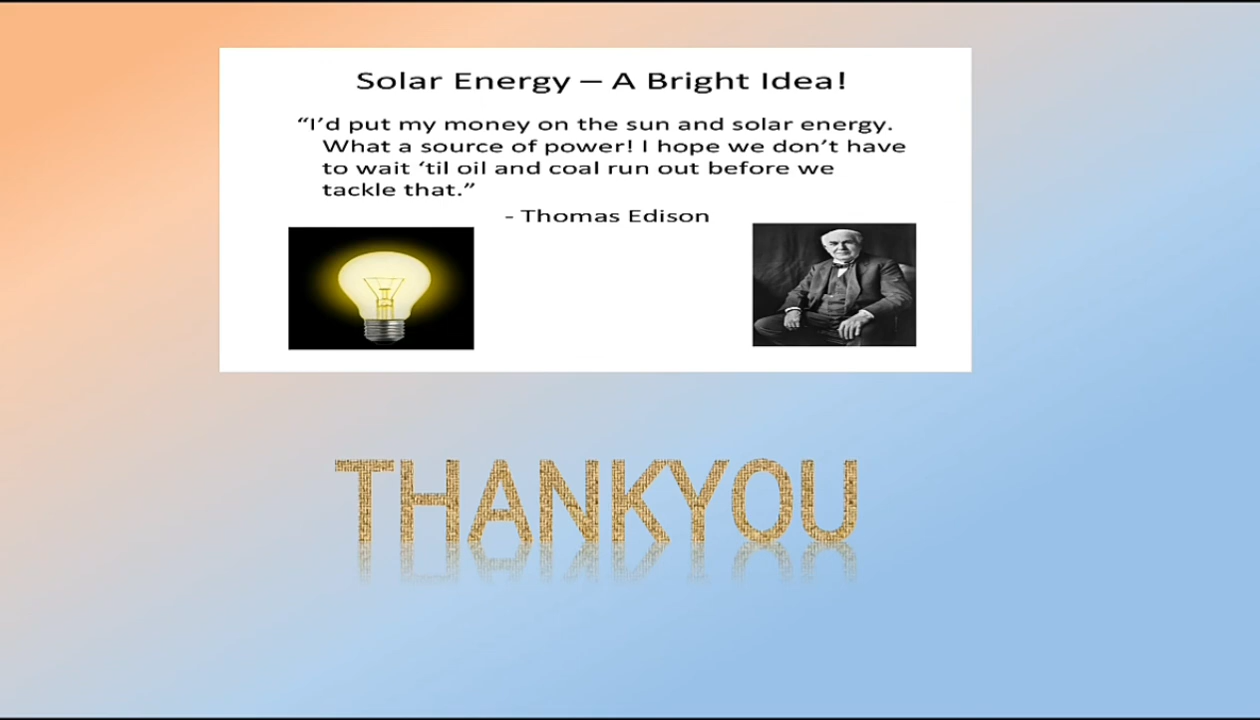 Solar Energy – A Bright Idea!
“I’d put my money on the sun and solar energy.
What a source of power! I hope we don’t have
to wait ‘til oil and coal run out before we
tackle that.”
- Thomas Edison
THANKYOU